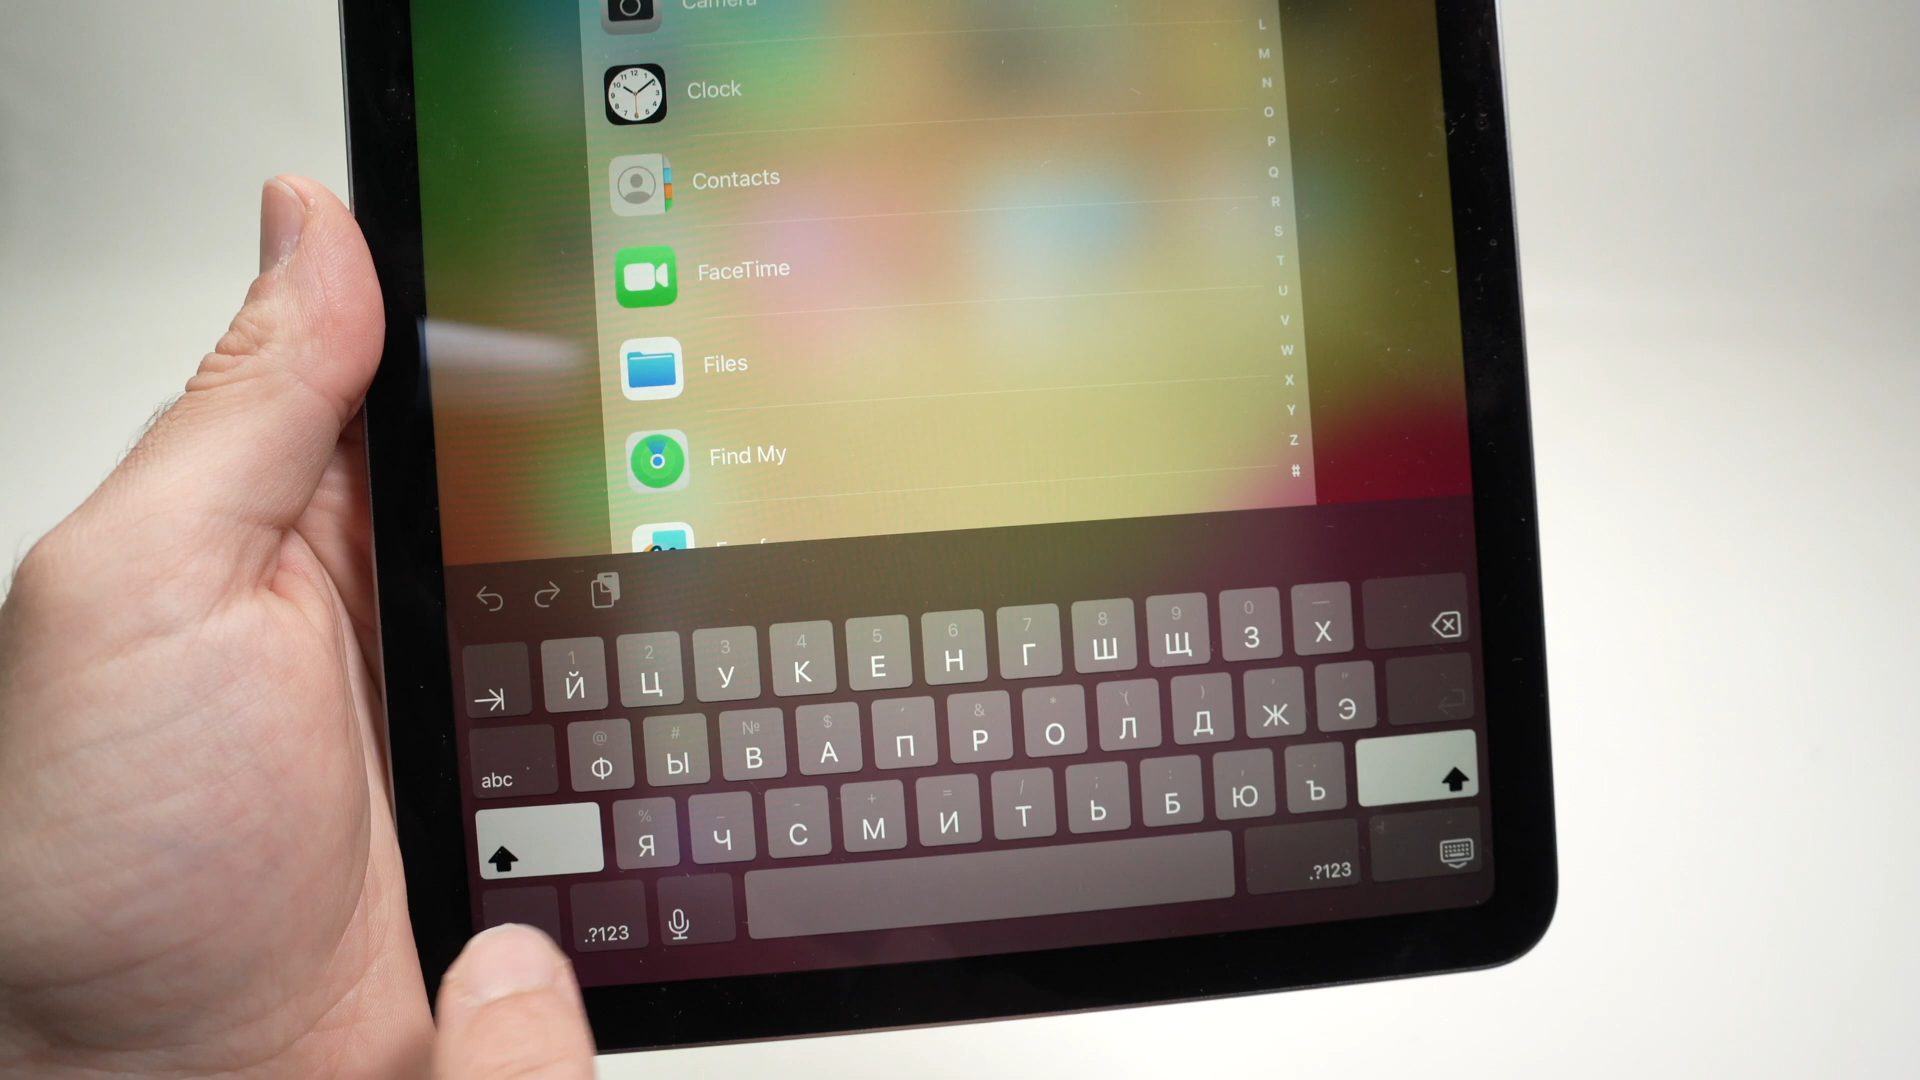 Camera
Clock
Contacts
FaceTime
Files
Find My
L
M
N
O
P
Q
R
S
T
U
V
W
X
Y
Z
#
1 2 3 4 5 6 7 8 9 0 —
Й Ц У К Е Н Г Ш Щ З Х
@ # № $ ' & * ( ) ' "
abc Ф Ы В А П Р О Л Д Ж Э
% - + = / ; : ,
Я Ч С М И Т Ь Б Ю Ъ
.?123 .?123